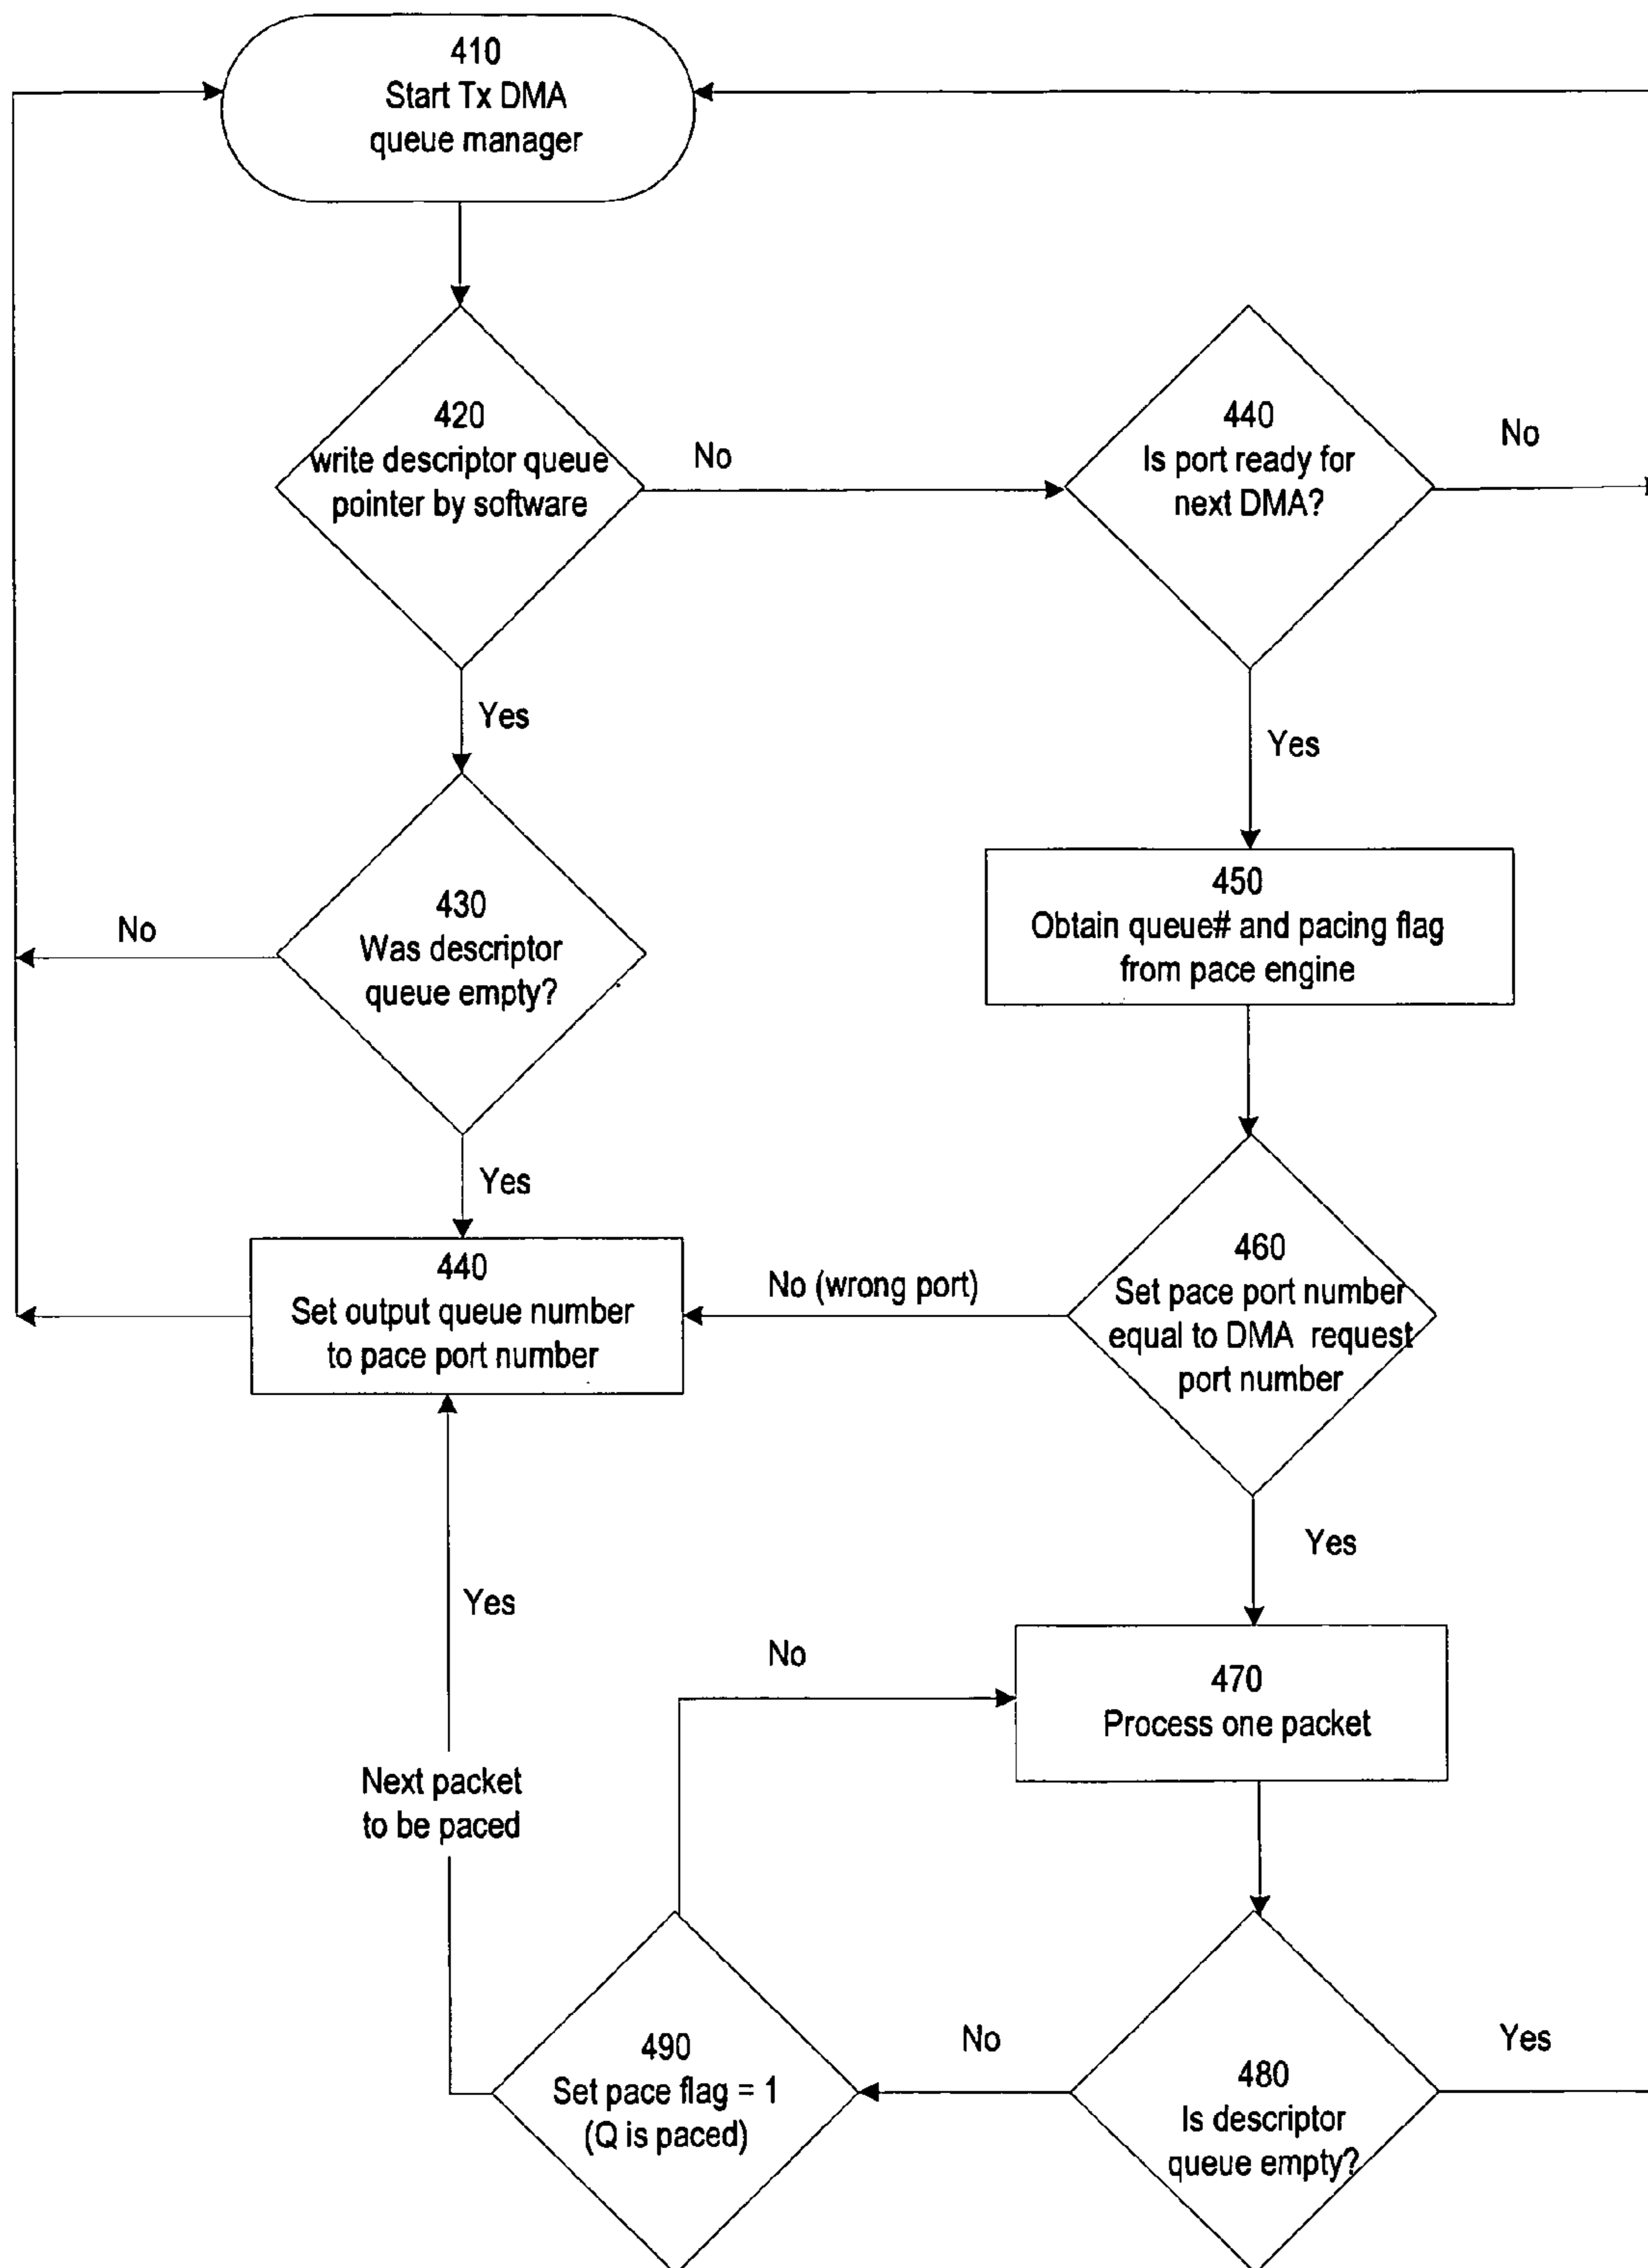 410
Start Tx DMA
queue manager
420
write descriptor queue
pointer by software
No
440
Is port ready for
next DMA?
No
Yes
Yes
430
Was descriptor
queue empty?
No
450
Obtain queue# and pacing flag
from pace engine
Yes
440
Set output queue number
to pace port number
No (wrong port)
460
Set pace port number
equal to DMA request
port number
Yes
Yes
No
470
Process one packet
Next packet
to be paced
490
Set pace flag = 1
(Q is paced)
No
480
Is descriptor
queue empty?
Yes